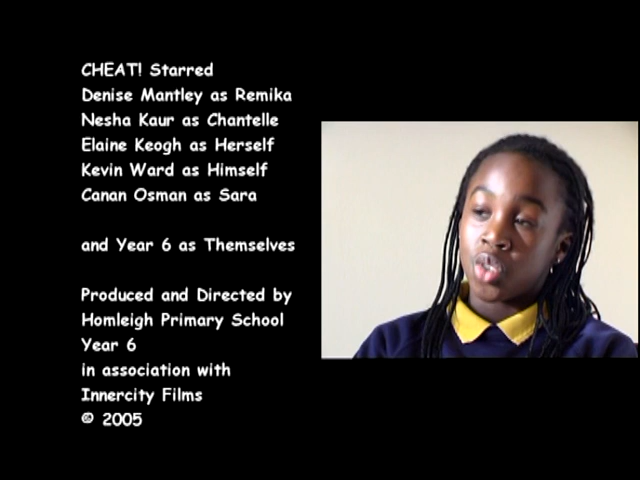 CHEAT! Starred
Denise Mantley as Remika
Nesha Kaur as Chantelle
Elaine Keogh as Herself
Kevin Ward as Himself
Canan Osman as Sara
and Year 6 as Themselves
Produced and Directed by
Homleigh Primary School
Year 6
in association with
Innercity Films
© 2005